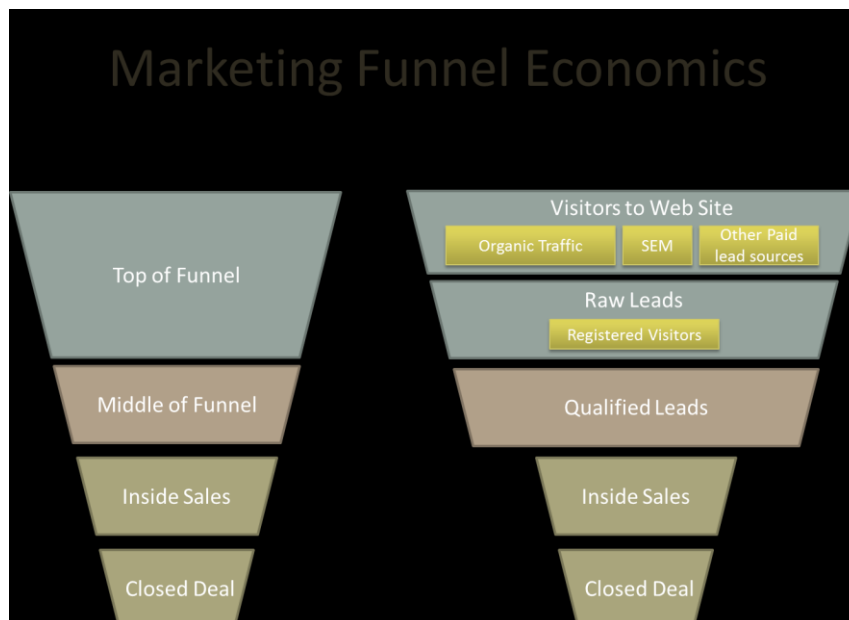 Marketing Funnel Economics
Top of Funnel
Middle of Funnel
Inside Sales
Closed Deal
Visitors to Web Site
Organic Traffic
SEM
Other Paid
lead sources
Raw Leads
Registered Visitors
Qualified Leads
Inside Sales
Closed Deal